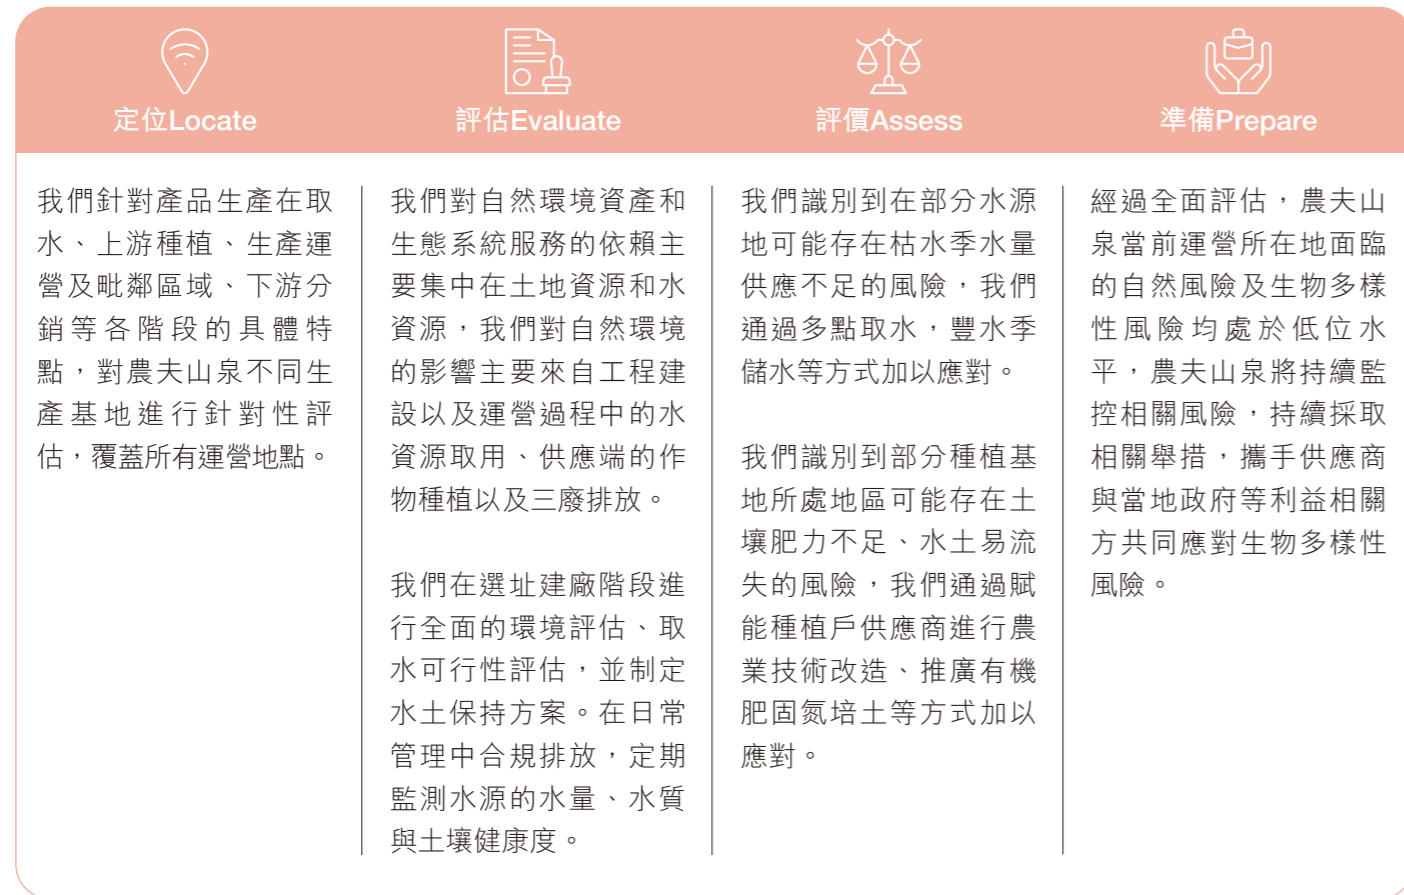 定位Locate
我們針對產品生產在取
水、上游種植、生產運
營及毗鄰區域、下游分
銷等各階段的具體特
點，對農夫山泉不同生
產基地進行針對性評
估，覆蓋所有運營地點。
評估Evaluate
我們對自然環境資產和
生態系統服務的依賴主
要集中在土地資源和水
資源，我們對自然環境
的影響主要來自工程建
設以及運營過程中的水
資源取用、供應端的作
物種植以及三廢排放。
我們在選址建廠階段進
行全面的環境評估、取
水可行性評估，並制定
水土保持方案。在日常
管理中合規排放，定期
監測水源的水量、水質
與土壤健康度。
評價Assess
我們識別到在部分水源
地可能存在枯水季水量
供應不足的風險，我們
通過多點取水，豐水季
儲水等方式加以應對。
我們識別到部分種植基
地所處地區可能存在土
壤肥力不足、水土易流
失的風險，我們通過賦
能種植戶供應商進行農
業技術改造、推廣有機
肥固氮培土等方式加以
應對。
準備Prepare
經過全面評估，農夫山
泉當前運營所在地面臨
的自然風險及生物多樣
性風險均處於低位水
平，農夫山泉將持續監
控相關風險，持續採取
相關舉措，攜手供應商
與當地政府等利益相關
方共同應對生物多樣性
風險。